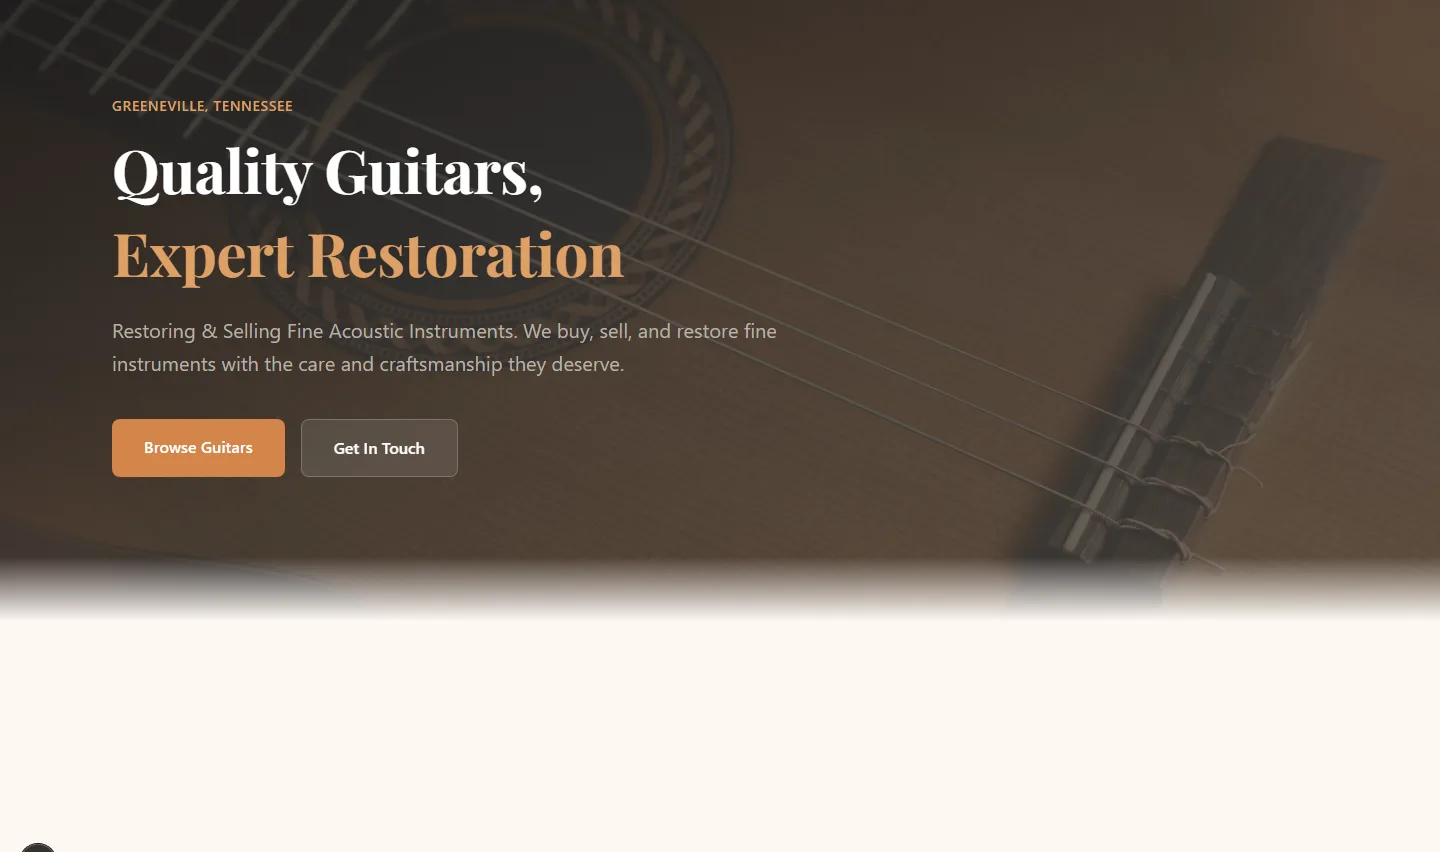 GREENEVILLE, TENNESSEE
Quality Guitars,
Expert Restoration
Restoring & Selling Fine Acoustic Instruments. We buy, sell, and restore fine
instruments with the care and craftsmanship they deserve.
Browse Guitars
Get In Touch